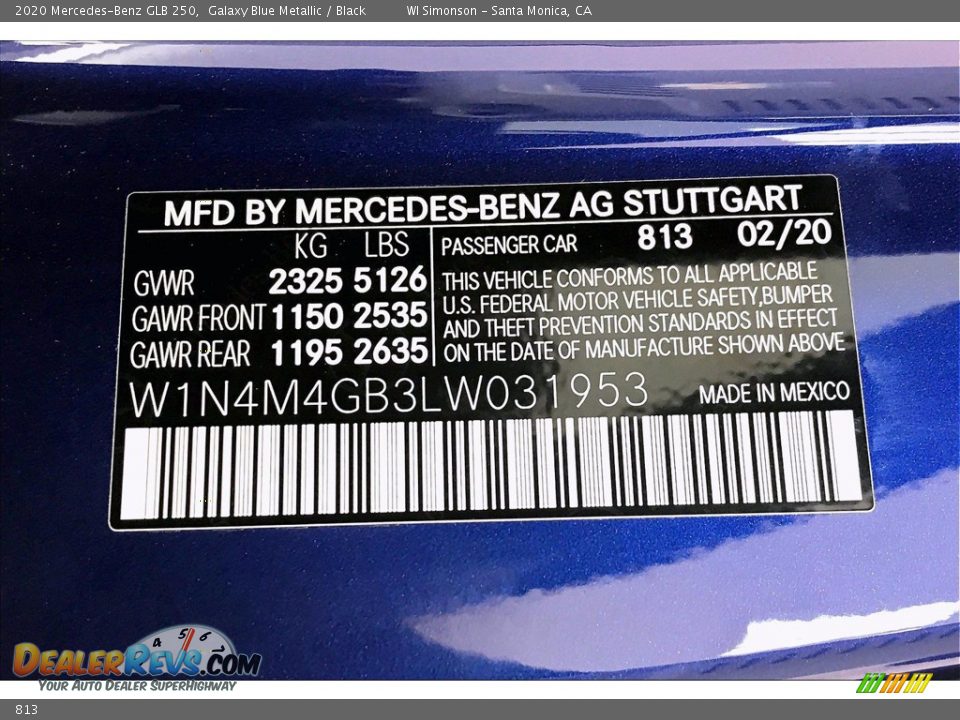 2020 Mercedes-Benz GLB 250, Galaxy Blue Metallic / Black WI Simonson - Santa Monica, CA
MFD BY MERCEDES-BENZ AG STUTTGART
KG LBS
GVWR 2325 5126
GAWR FRONT 1150 2535
GAWR REAR 1195 2635
PASSENGER CAR 813 02/20
THIS VEHICLE CONFORMS TO ALL APPLICABLE
U.S. FEDERAL MOTOR VEHICLE SAFETY,BUMPER
AND THEFT PREVENTION STANDARDS IN EFFECT
ON THE DATE OF MANUFACTURE SHOWN ABOVE
W1N4M4GB3LW031953 MADE IN MEXICO
4 5 6
DEALERREVS.COM
YOUR AUTO DEALER SUPERHIGHWAY
813